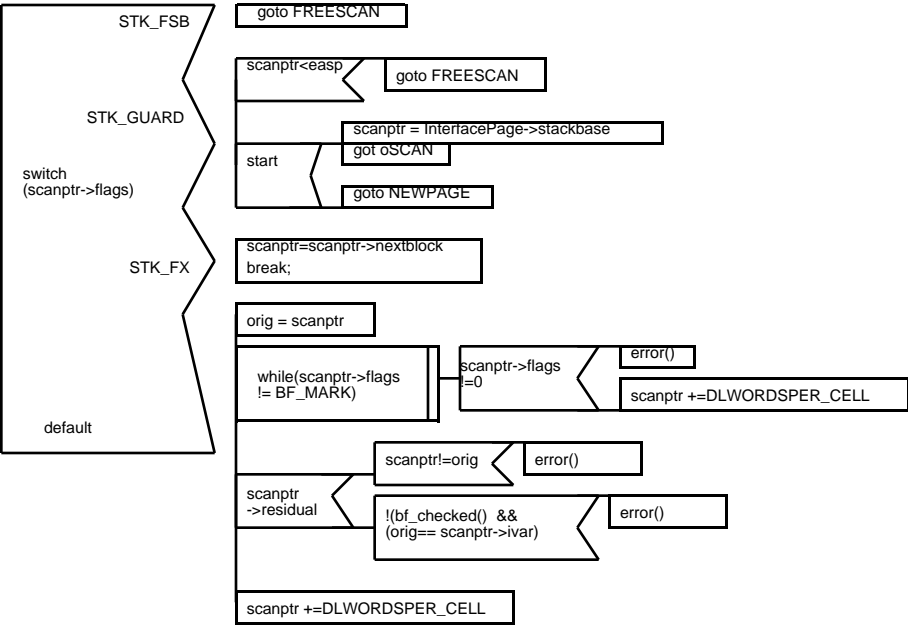 STK_FSB
goto FREESCAN
scanptr<easp
goto FREESCAN
STK_GUARD
scanptr = InterfacePage->stackbase
start
got oSCAN
goto NEWPAGE
switch
(scanptr->flags)
STK_FX
scanptr=scanptr->nextblock
break;
orig = scanptr
while(scanptr->flags
!= BF_MARK)
scanptr->flags
!=0
error()
scanptr +=DLWORDSPER_CELL
default
scanptr!=orig
error()
scanptr
->residual
!(bf_checked() &&
(orig== scanptr->ivar)
error()
scanptr +=DLWORDSPER_CELL